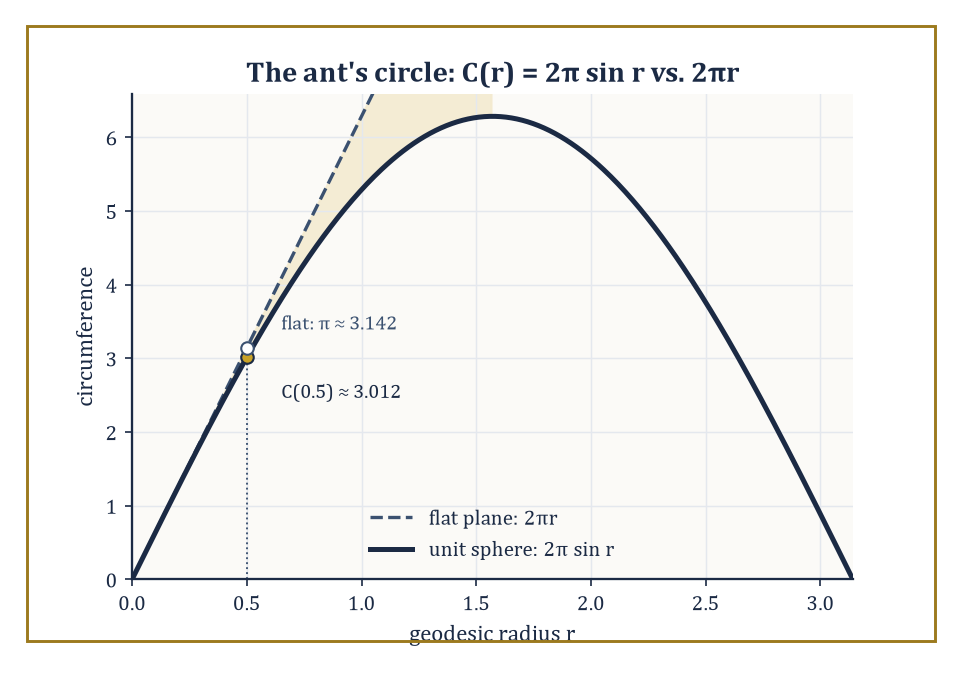 The ant's circle: C(r) = 2π sin r vs. 2πr
circumference
6
5
4
3
2
1
0
flat: π ≈ 3.142
C(0.5) ≈ 3.012
flat plane: 2πr
unit sphere: 2π sin r
0.0 0.5 1.0 1.5 2.0 2.5 3.0
geodesic radius r